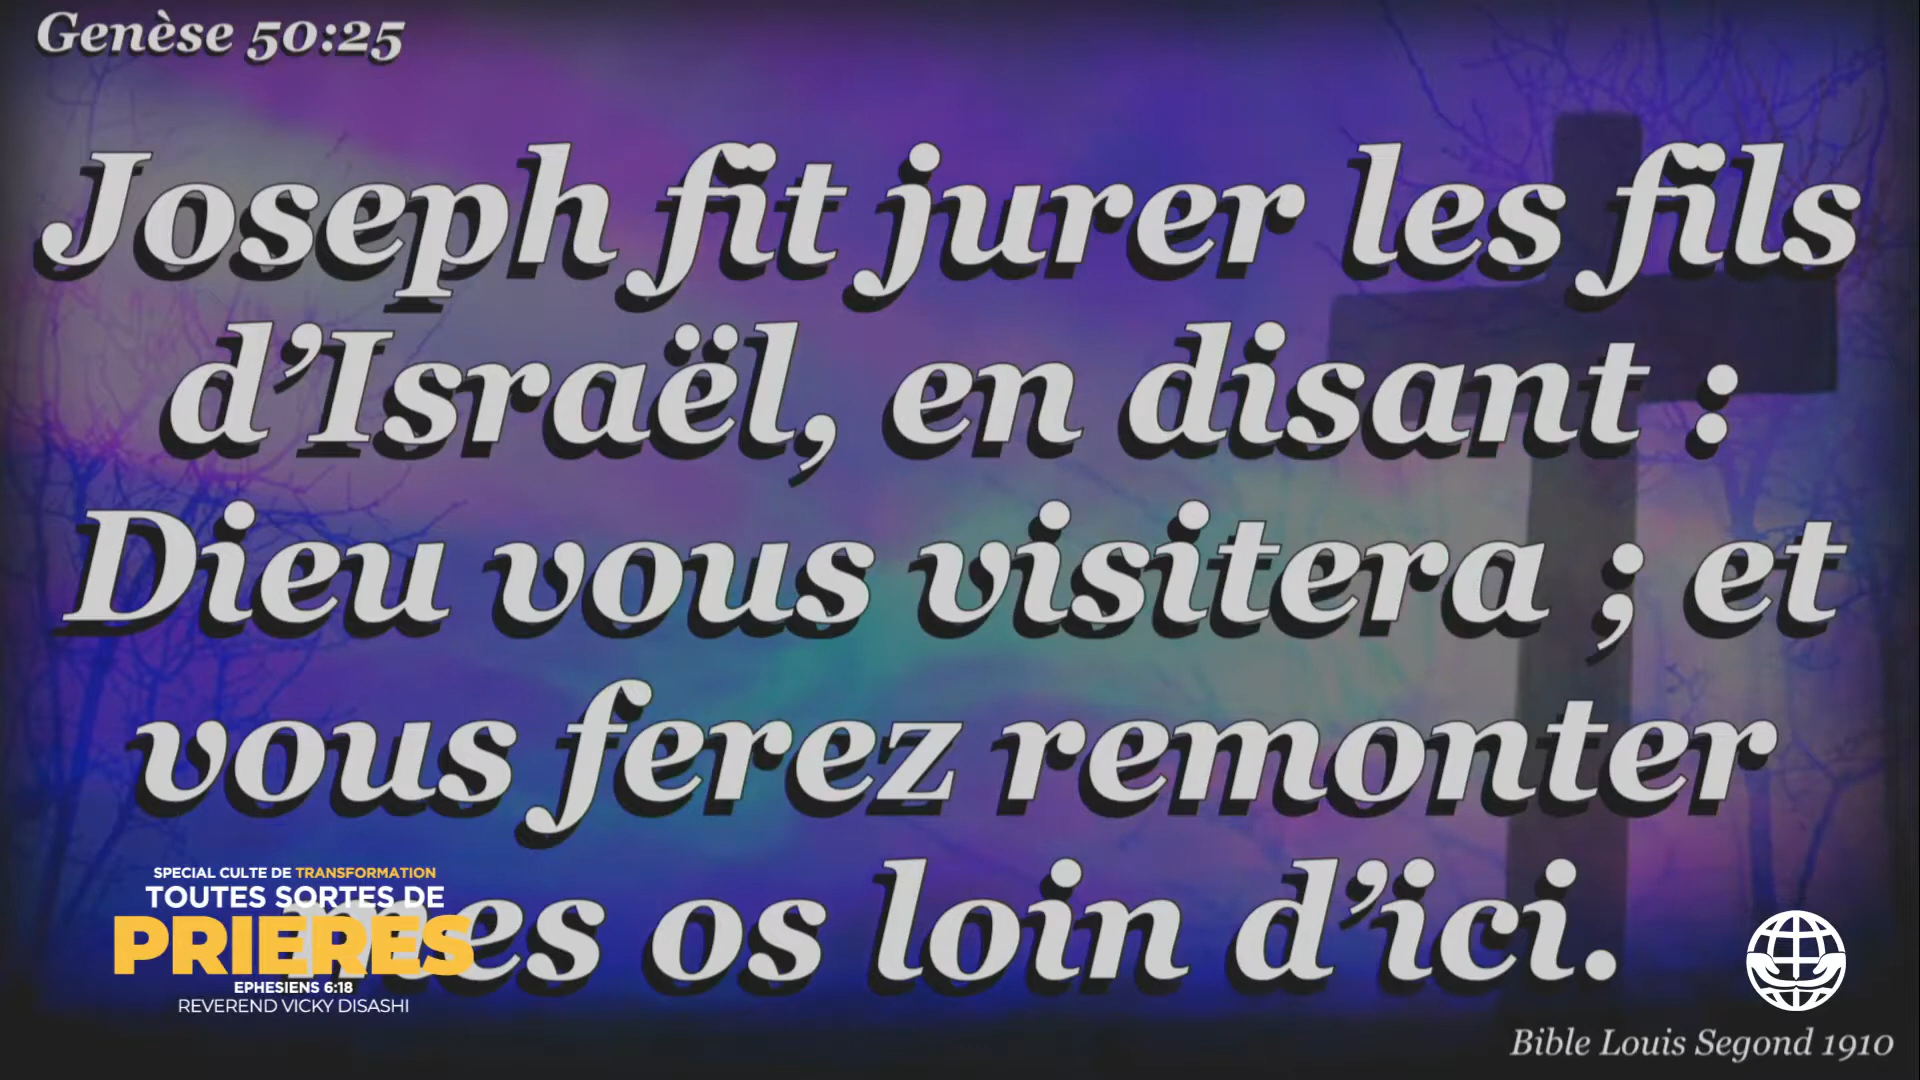 Genèse 50:25
Joseph fit jurer les fils
d’Israël, en disant :
Dieu vous visitera ; et
vous ferez remonter
mes os loin d’ici.
SPECIAL CULTE DE TRANSFORMATION
TOUTES SORTES DE
PRIERES
EPHESIENS 6:18
REVEREND VICKY DISASHI
Bible Louis Segond 1910